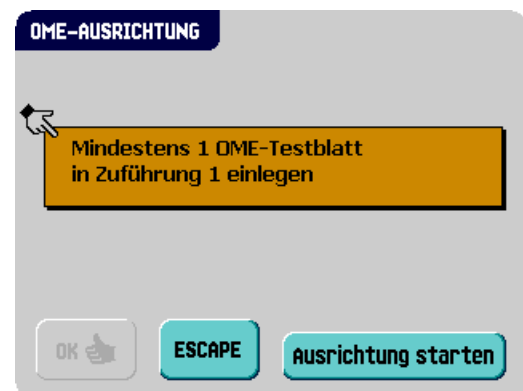 OME-AUSRICHTUNG
Mindestens 1 OME-Testblatt
in Zuführung 1 einlegen
OK
ESCAPE
Ausrichtung starten